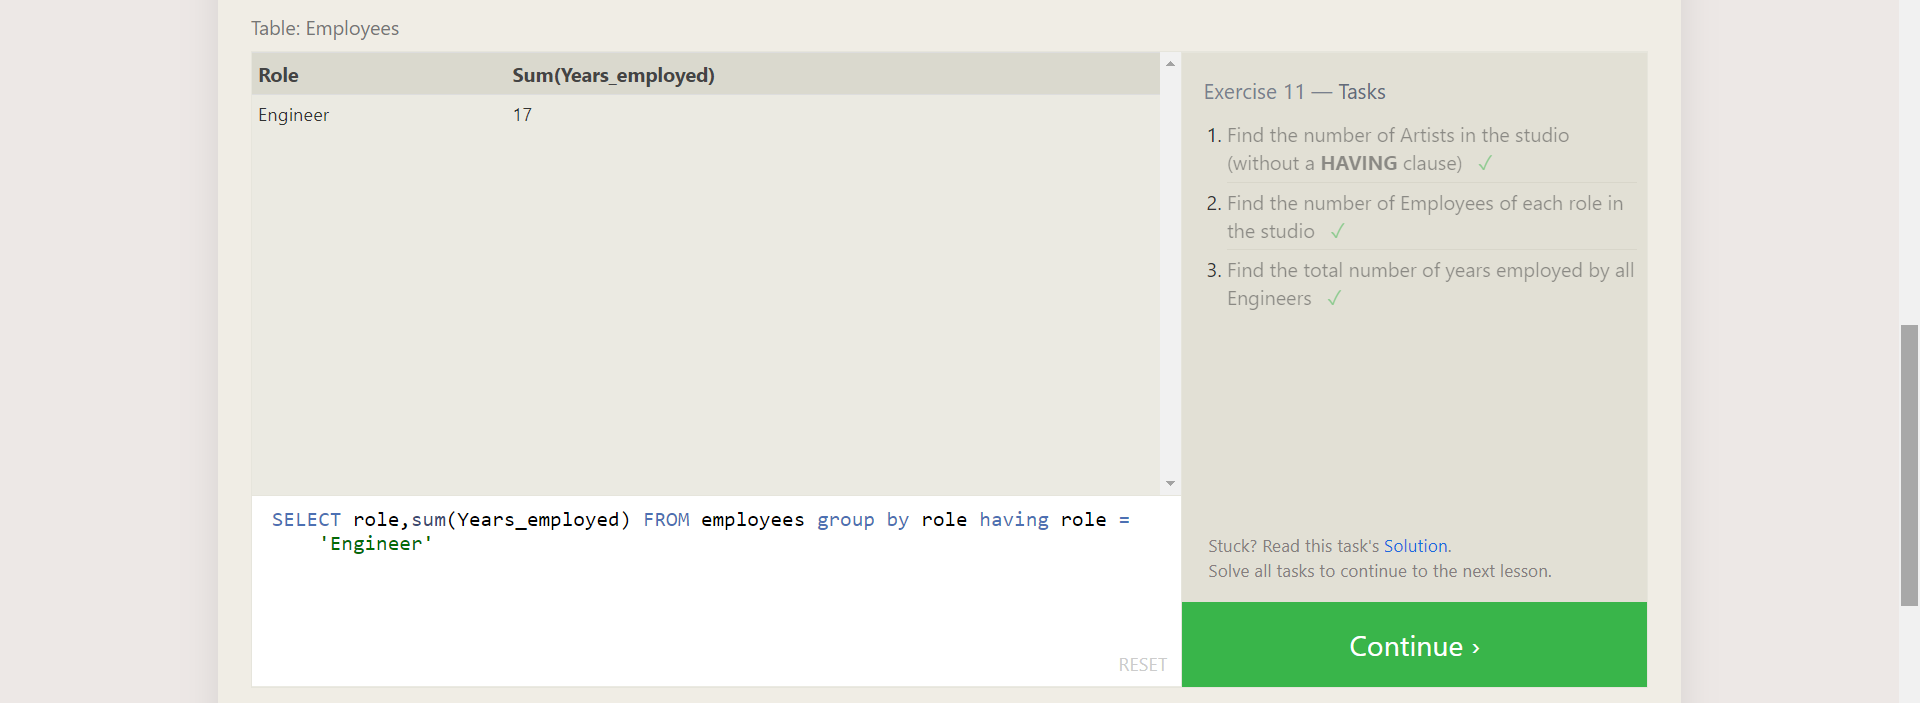 Table: Employees
Role Sum(Years_employed)
Engineer 17
Exercise 11 — Tasks
1. Find the number of Artists in the studio
(without a HAVING clause) ✓
2. Find the number of Employees of each role in
the studio ✓
3. Find the total number of years employed by all
Engineers ✓
SELECT role,sum(Years_employed) FROM employees group by role having role =
'Engineer'
RESET
Stuck? Read this task's Solution.
Solve all tasks to continue to the next lesson.
Continue ›